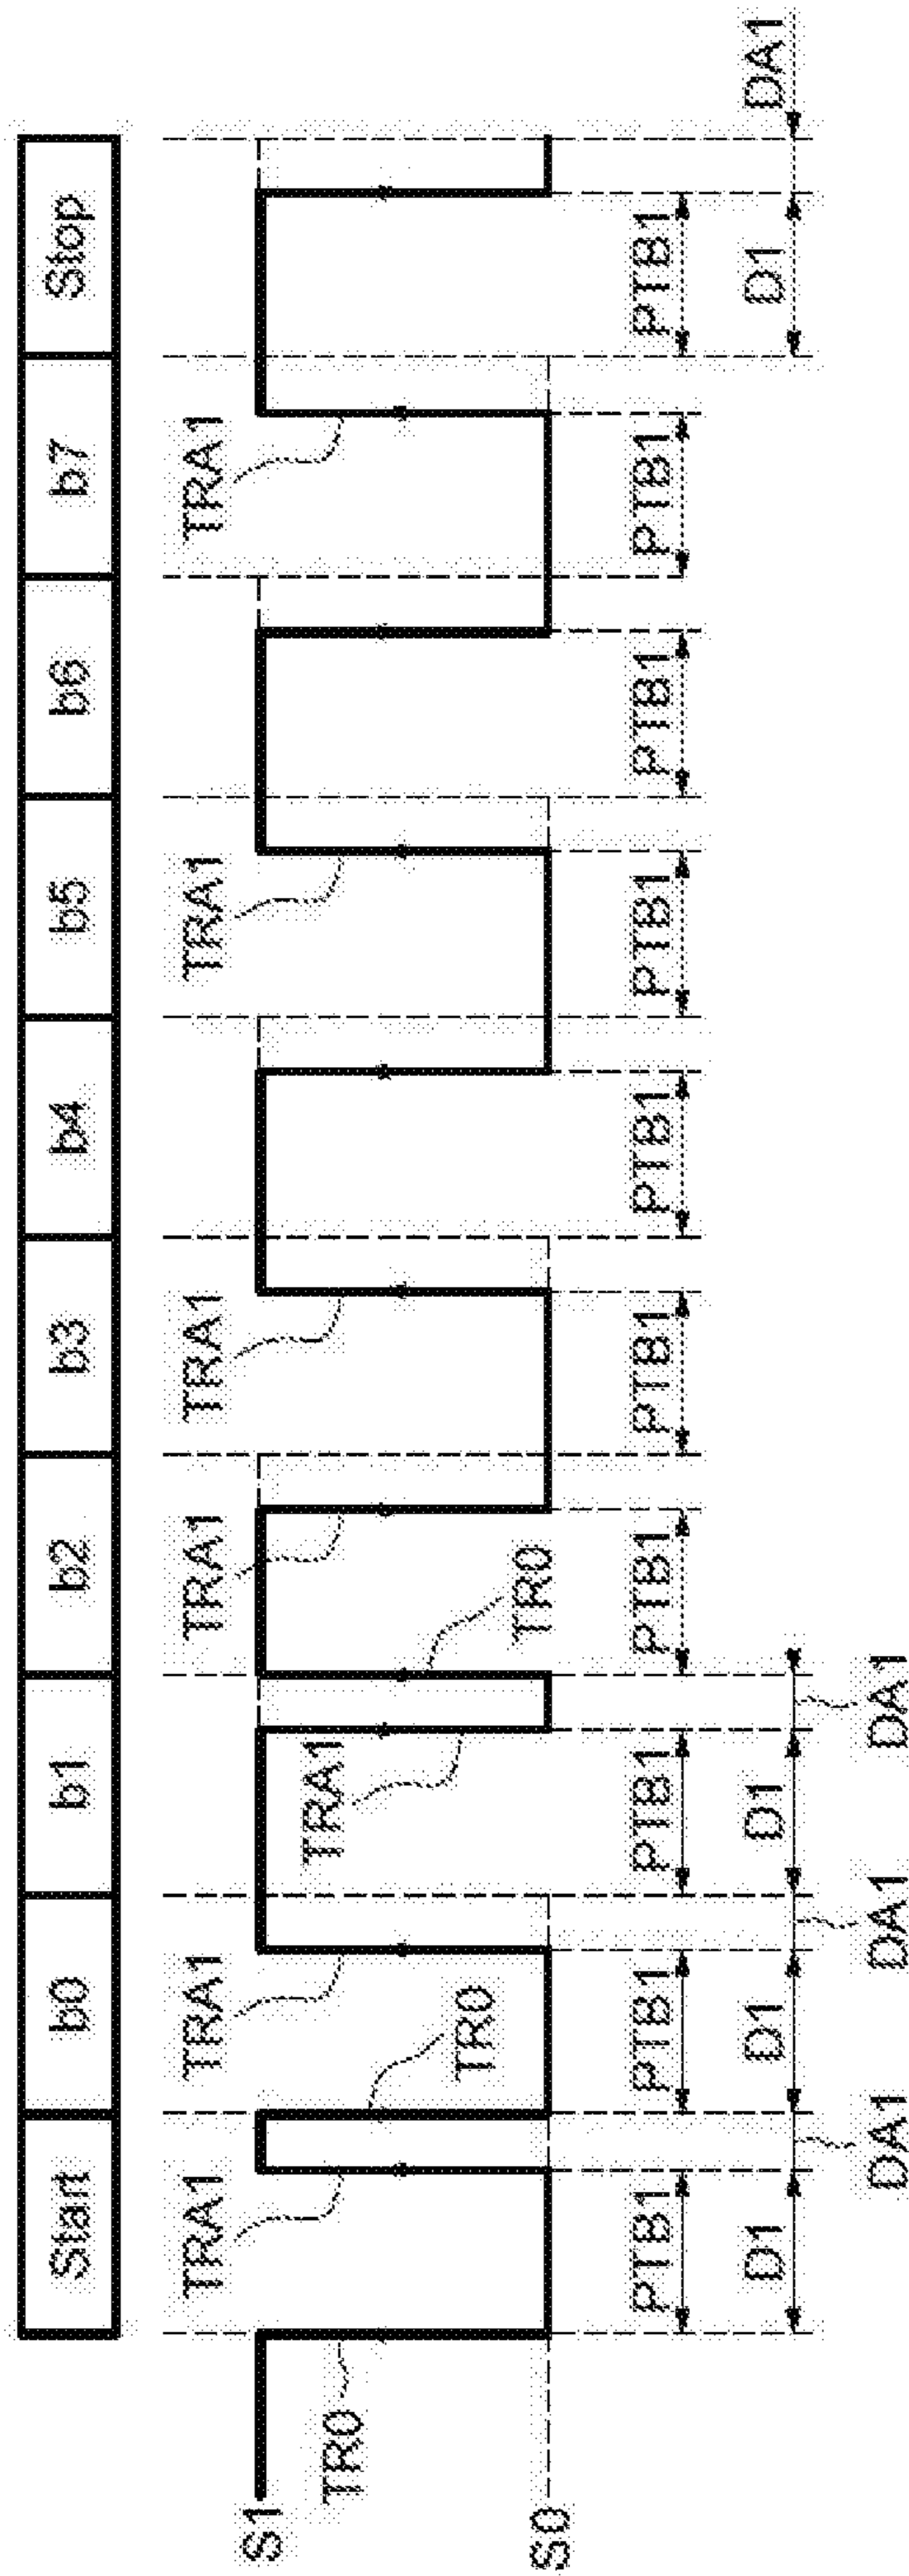 Start b0 b1 b2 b3 b4 b5 b6 b7 Stop
S1
TRA1 TRA1 TRA1 TRA1 TRA1 TRA1
TR0 TRA1
TR0 TR0
S0
PTB1 PTB1 PTB1 PTB1 PTB1 PTB1 PTB1 PTB1 PTB1 PTB1
D1 D1 D1 D1 DA1
DA1 DA1 DA1